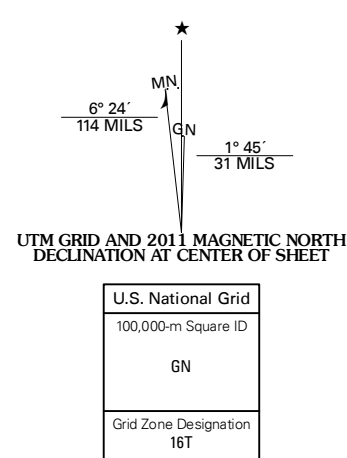 ★
MN
6° 24´
114 MILS
GN
1° 45´
31 MILS
UTM GRID AND 2011 MAGNETIC NORTH
DECLINATION AT CENTER OF SHEET
U.S. National Grid
100,000-m Square ID
GN
Grid Zone Designation
16T